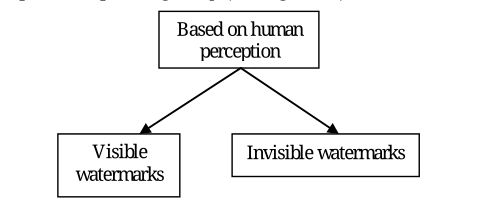 Based on human
perception
Visible
watermarks
Invisible watermarks